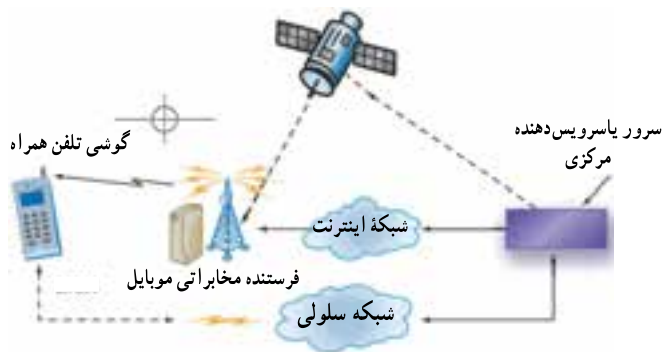 سرور یاسرویس‌دهنده
مرکزی
گوشی تلفن همراه
شبکهٔ اینترنت
فرستنده مخابراتی موبایل
شبکه سلولی